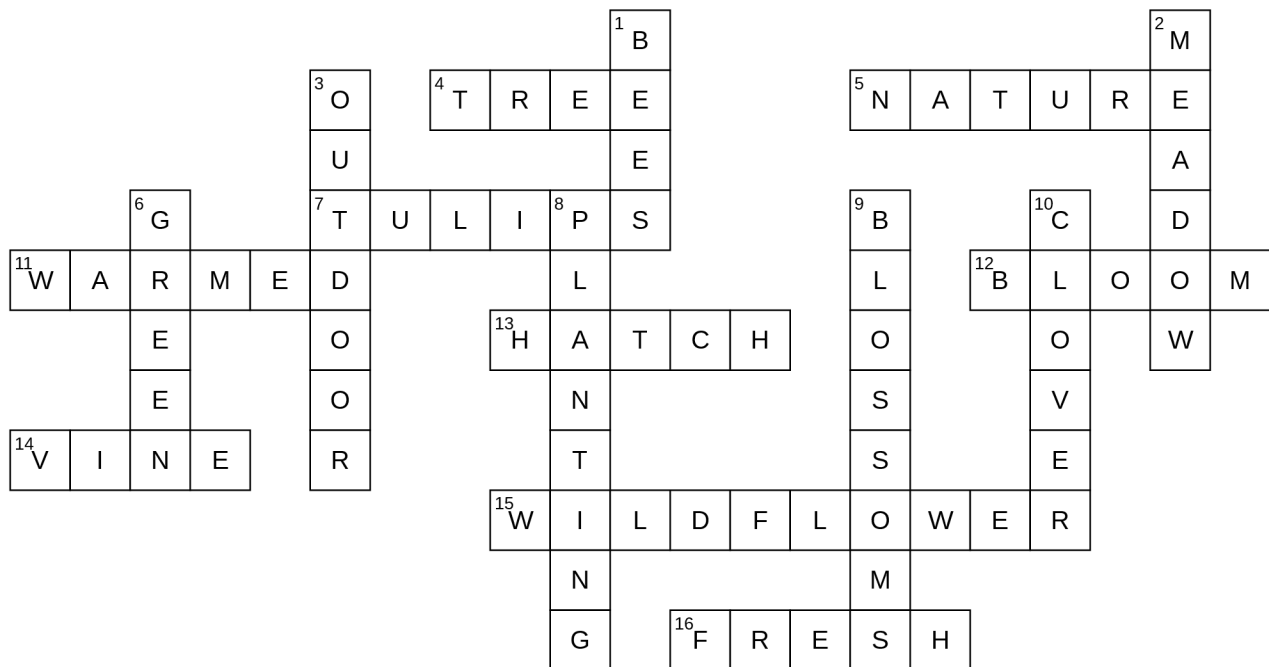 1 B 2 M
3 O 4 T R E E 5 N A T U R E
U E A
6 G 7 T U L I 8 P S 9 B 10 C D
11 W A R M E D L L 12 B L O O M
E O 13 H A T C H O O W
E O N S V
14 V I N E R T S E
15 W I L D F L O W E R
N M
G 16 F R E S H